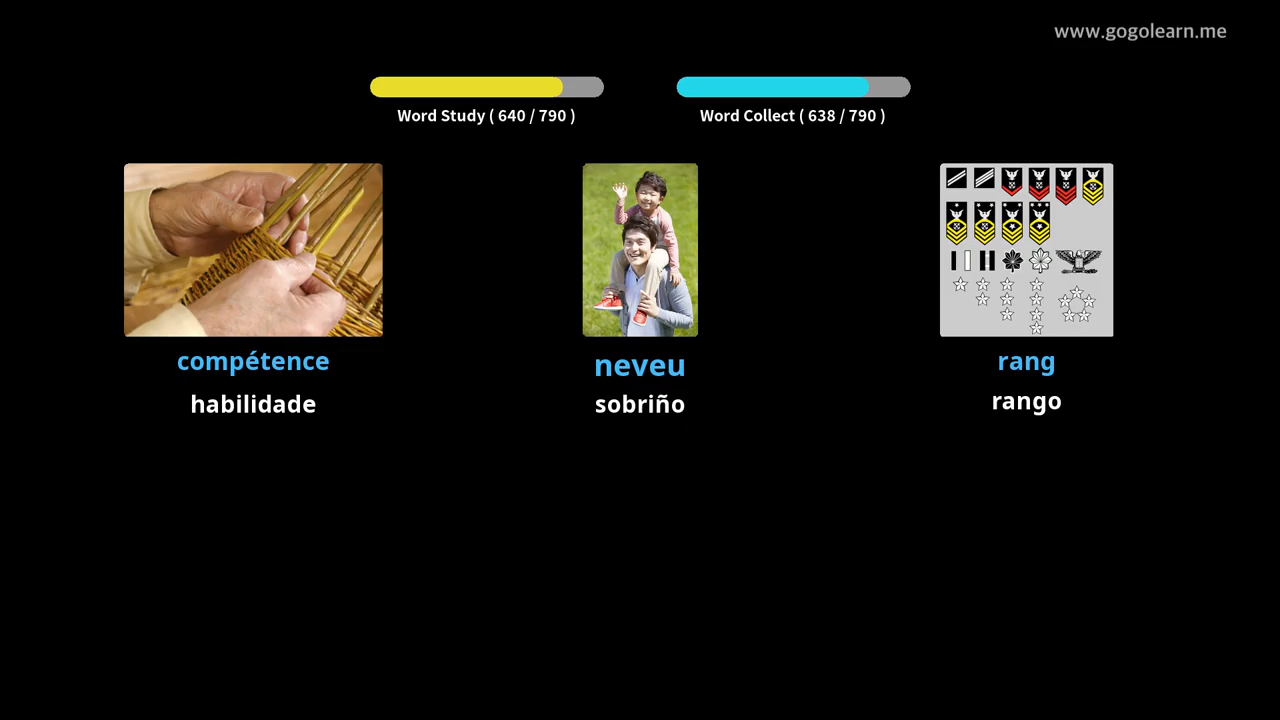 www.gogolearn.me
Word Study ( 640 / 790 )
Word Collect ( 638 / 790 )
compétence
habilidade
neveu
sobriño
rang
rango